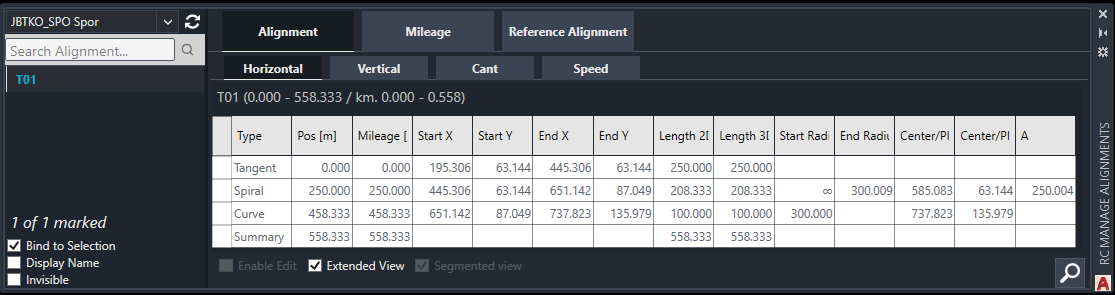 JBTKO_SPO Spor
Search Alignment...
T01
1 of 1 marked
Bind to Selection
Display Name
Invisible
Alignment Mileage Reference Alignment
Horizontal Vertical Cant Speed
T01 (0.000 - 558.333 / km. 0.000 - 0.558)
Type Pos [m] Mileage [ Start X Start Y End X End Y Length 2D Length 3D Start Radi End Radiu Center/PI Center/PI A
Tangent 0.000 0.000 195.306 63.144 445.306 63.144 250.000 250.000
Spiral 250.000 250.000 445.306 63.144 651.142 87.049 208.333 208.333 ∞ 300.009 585.083 63.144 250.004
Curve 458.333 458.333 651.142 87.049 737.823 135.979 100.000 100.000 300.000 737.823 135.979
Summary 558.333 558.333 558.333 558.333
Enable Edit Extended View Segmented view
RC MANAGE ALIGNMENTS
A